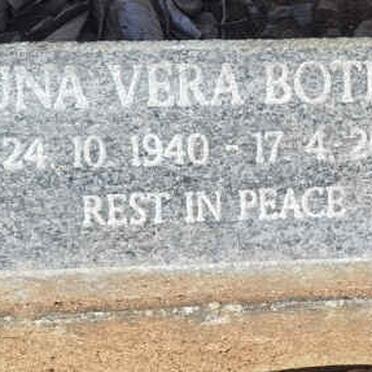 UNA VERA BOT
24. 10. 1940 - 17. 4. 2
REST IN PEACE